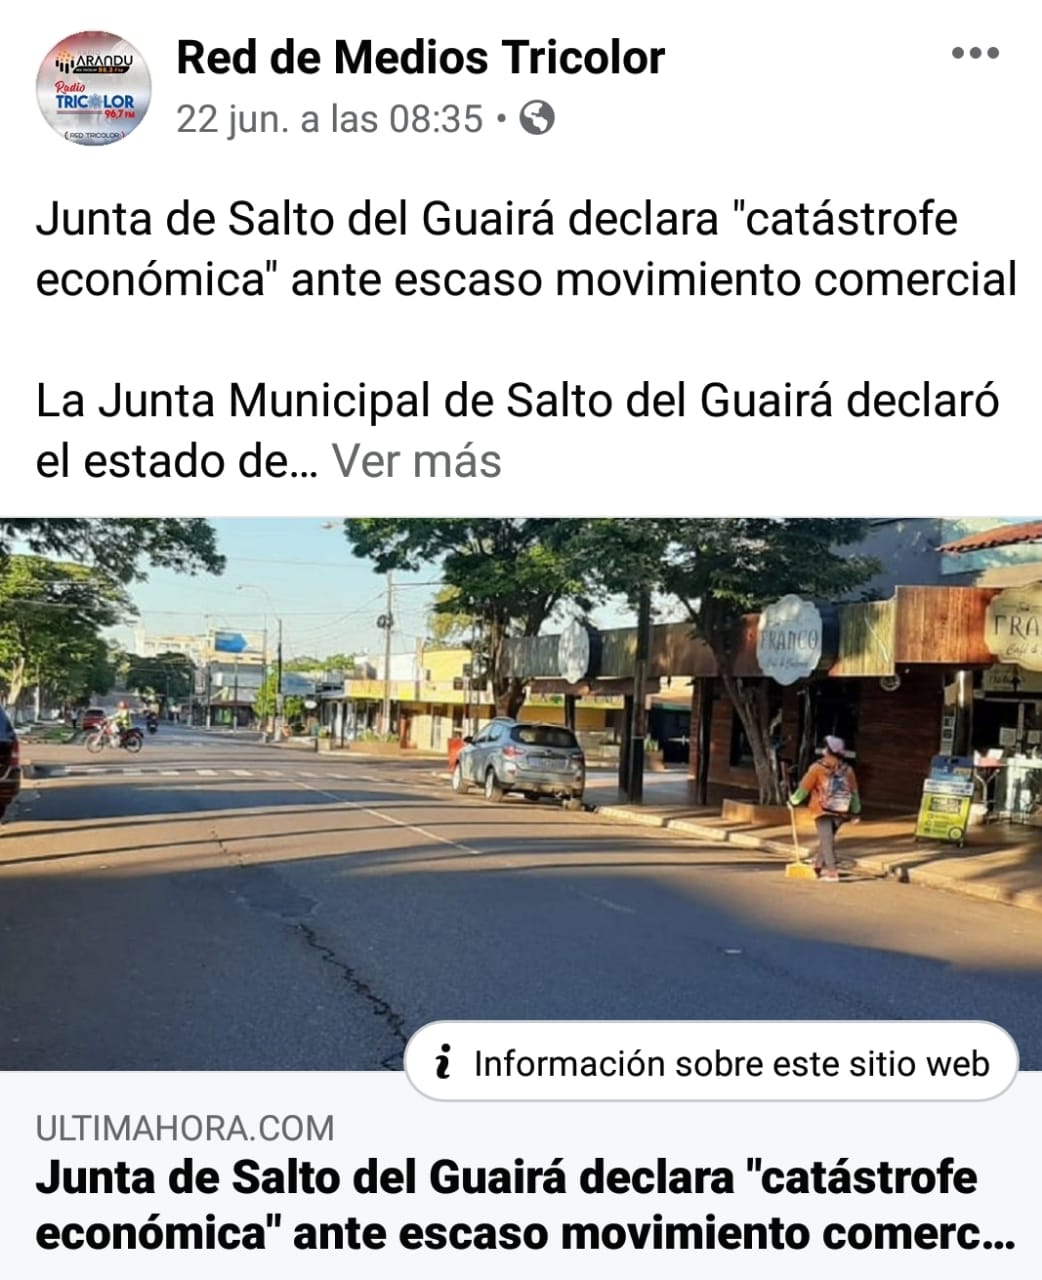 ARANDU
Radio
TRICOLOR
96,7 FM
RED TRICOLOR
Red de Medios Tricolor
22 jun. a las 08:35 •
Junta de Salto del Guairá declara "catástrofe
económica" ante escaso movimiento comercial
La Junta Municipal de Salto del Guairá declaró
el estado de... Ver más
FRANCO
FRA
Información sobre este sitio web
ULTIMAHORA.COM
Junta de Salto del Guairá declara "catástrofe
económica" ante escaso movimiento comerc...